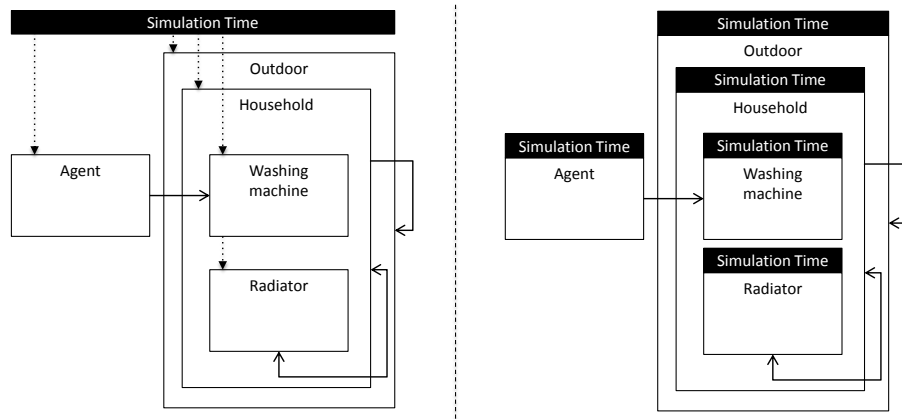 Simulation Time
Outdoor
Household
Agent
Washing
machine
Radiator
Simulation Time
Outdoor
Simulation Time
Household
Simulation Time
Agent
Simulation Time
Washing
machine
Simulation Time
Radiator